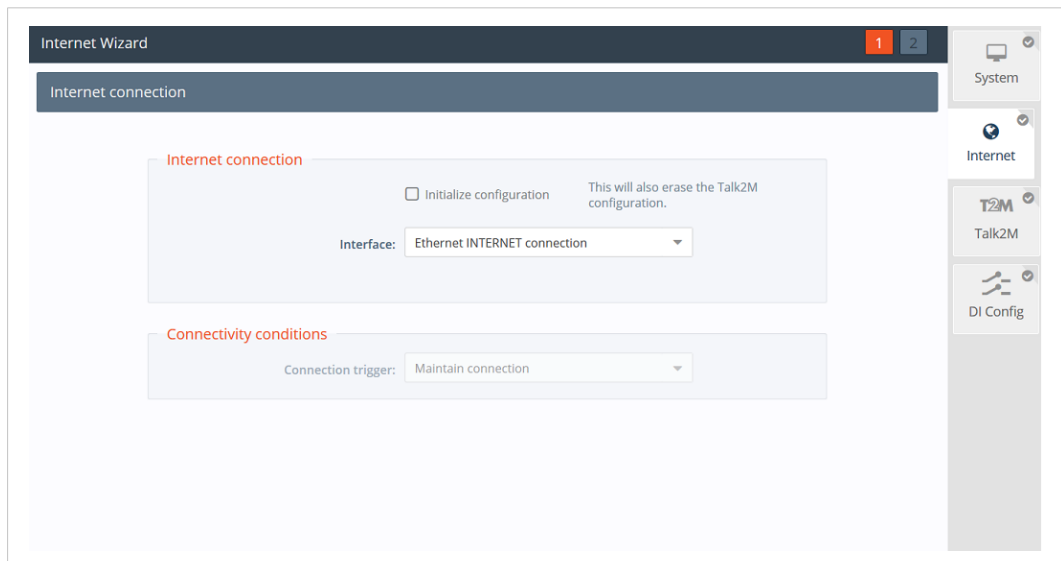 Internet Wizard
1 2
System
Internet connection
Internet
Internet connection
Initialize configuration
This will also erase the Talk2M
configuration.
T2M
Talk2M
Interface: Ethernet INTERNET connection
DI Config
Connectivity conditions
Connection trigger: Maintain connection